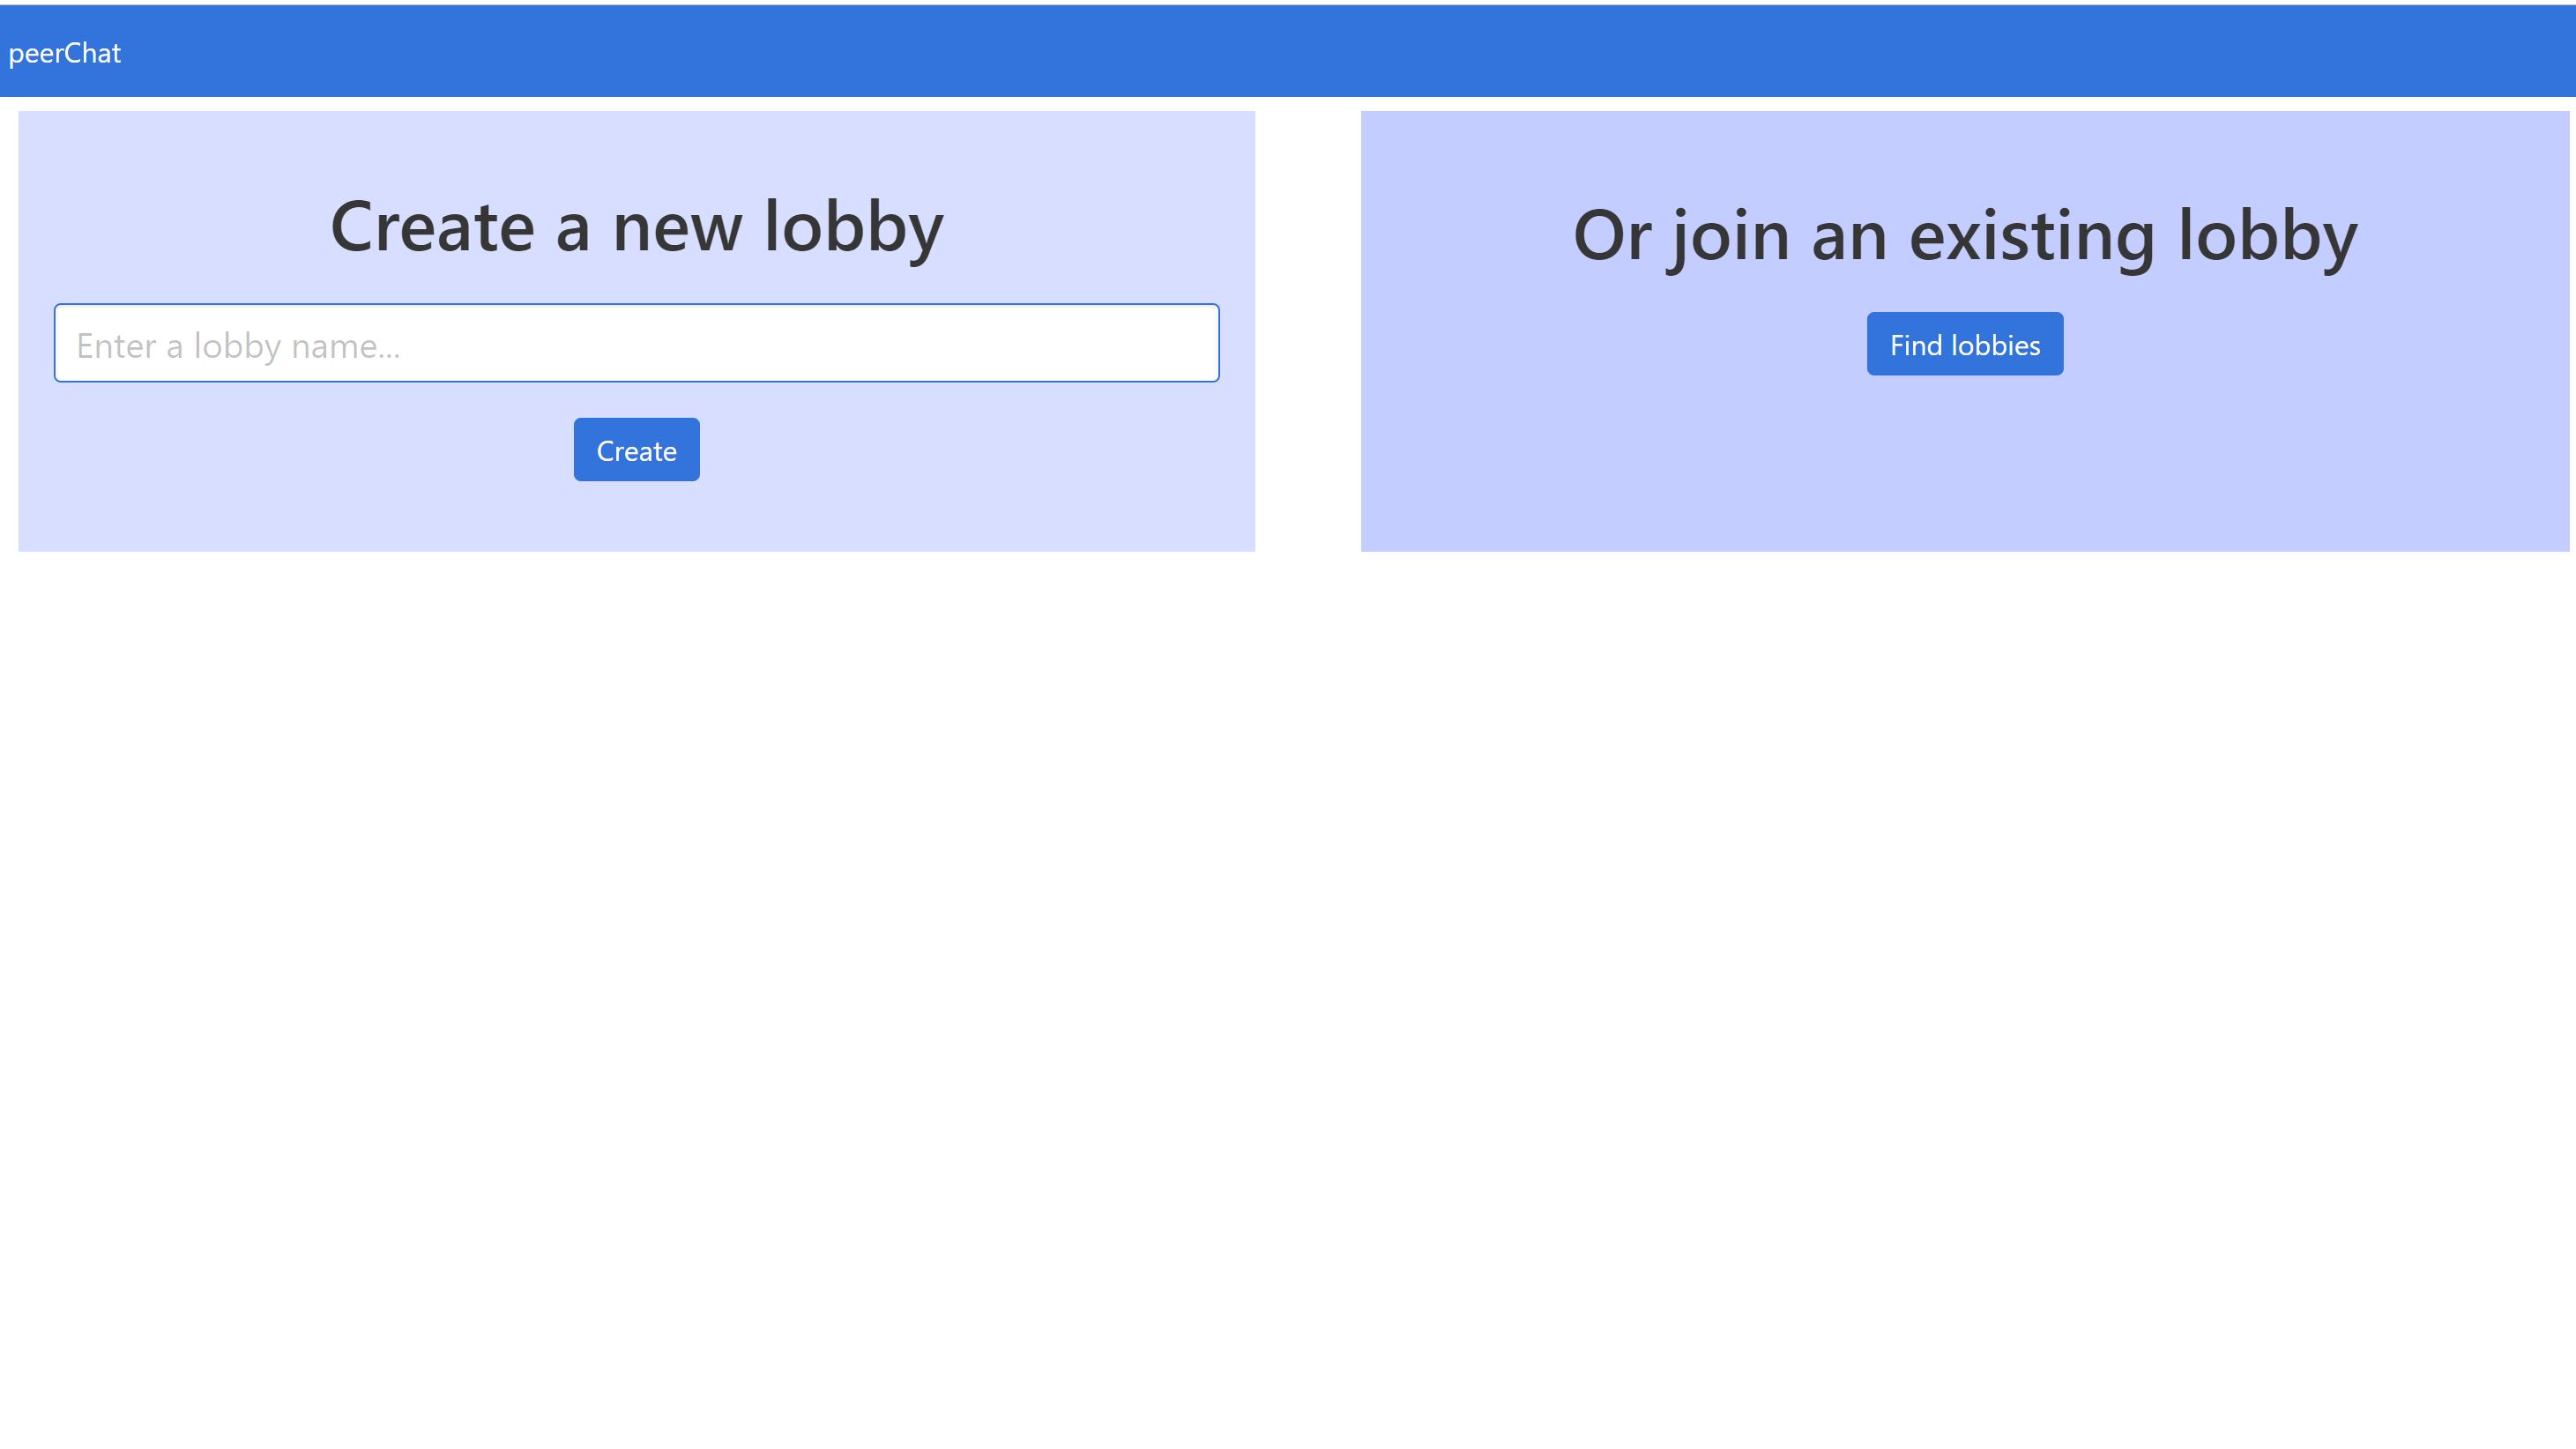 peerChat
Create a new lobby
Enter a lobby name...
Create
Or join an existing lobby
Find lobbies